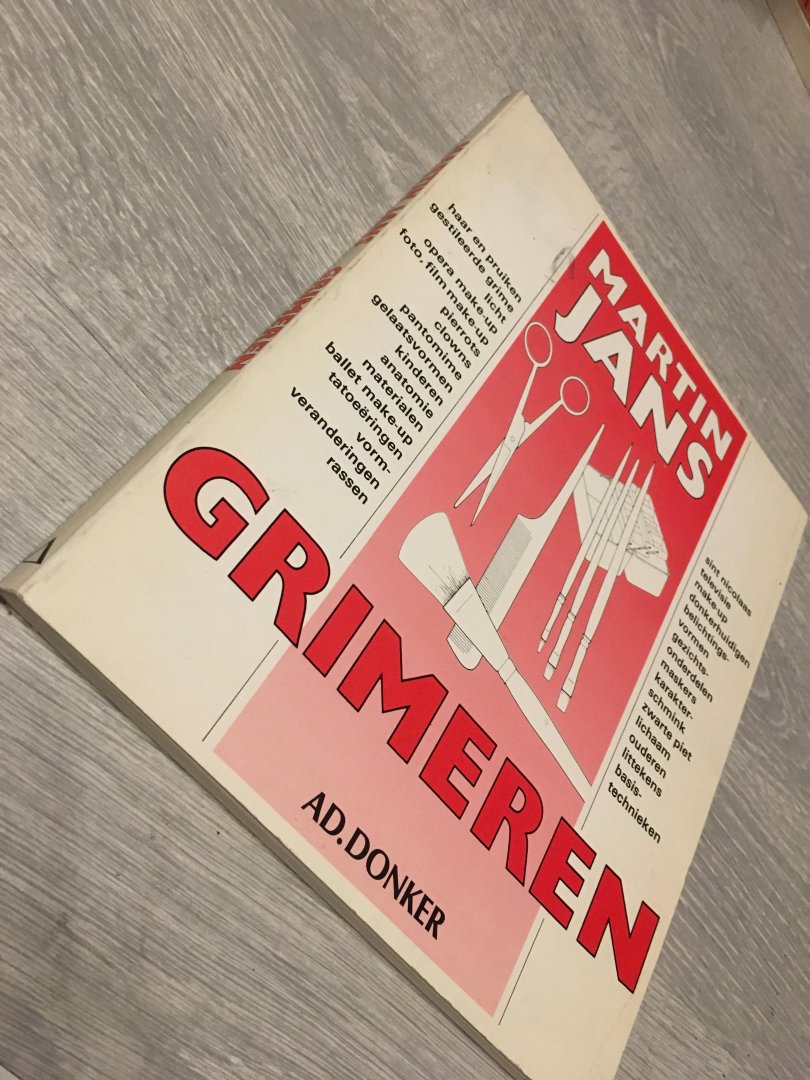 MARTIN
JANS
haar en pruiken
gestileerde grime
licht
opera make-up
foto, film make-up
pierrots
clowns
pantomime
gelaatsvormen
kinderen
anatomie
materialen
ballet make-up
tatoeëringen
vorm-
veranderingen
rassen
sint nicolaas
televisie
make-up
donkerhuidigen
belichtings-
vormen
gezichts-
onderdelen
maskers
karakter-
schmink
zwarte piet
lichaam
ouderen
littekens
basis-
technieken
GRIMEREN
AD.DONKER